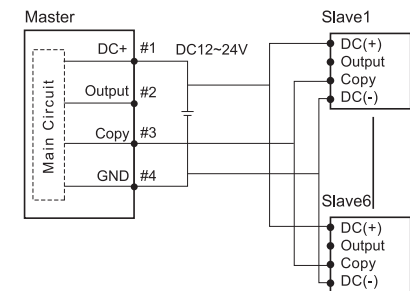 Master
Slave1
DC+ #1 DC12~24V
Output #2
Copy #3
GND #4
Main Circuit
DC(+)
Output
Copy
DC(-)
Slave6
DC(+)
Output
Copy
DC(-)